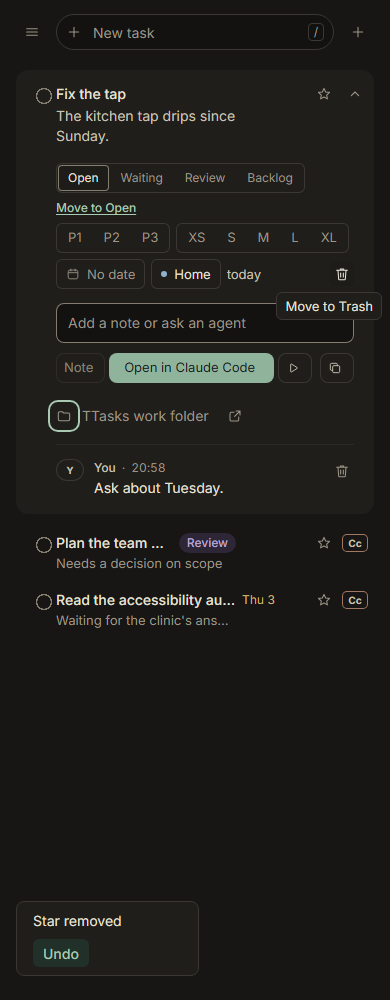 New task /
Fix the tap
The kitchen tap drips since
Sunday.
Open Waiting Review Backlog
Move to Open
P1 P2 P3 XS S M L XL
No date Home today
Move to Trash
Add a note or ask an agent
Note Open in Claude Code
TTasks work folder
Y You · 20:58
Ask about Tuesday.
Plan the team ... Review Cc
Needs a decision on scope
Read the accessibility au... Thu 3 Cc
Waiting for the clinic's ans...
Star removed
Undo